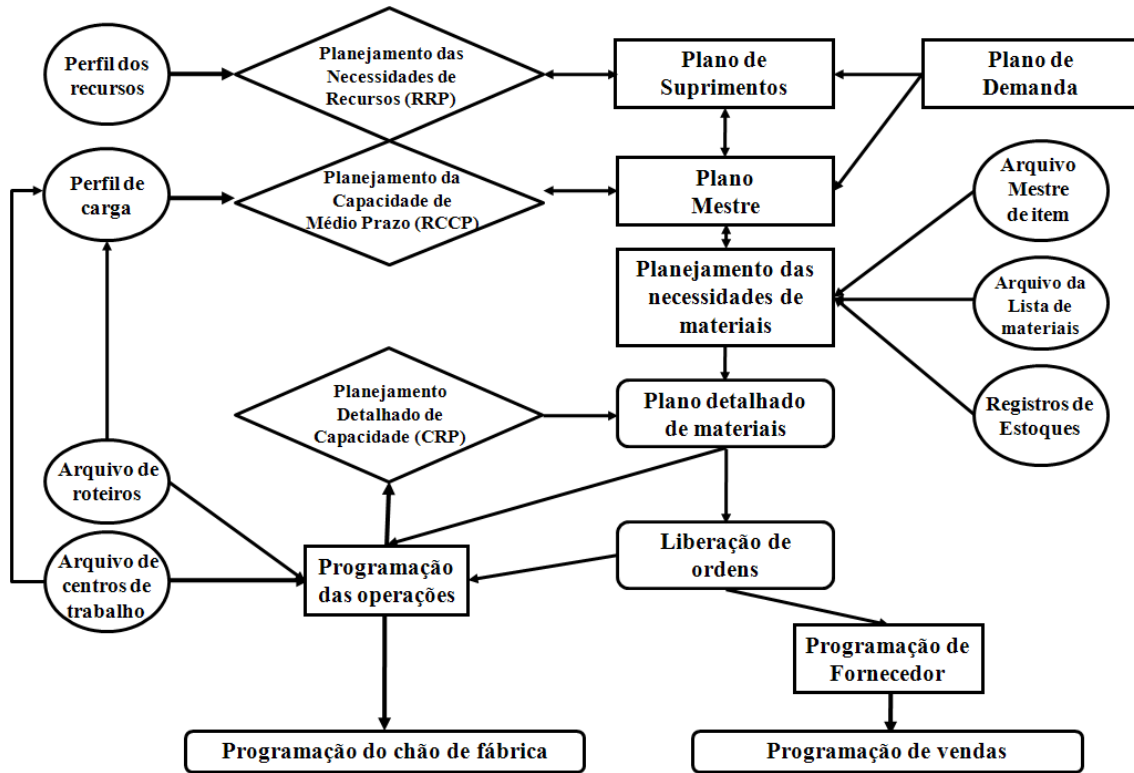 Perfil dos
recursos
Planejamento das
Necessidades de
Recursos (RRP)
Plano de
Suprimentos
Plano de
Demanda
Perfil de
carga
Planejamento da
Capacidade de
Médio Prazo (RCCP)
Plano
Mestre
Arquivo
Mestre
de item
Planejamento das
necessidades de
materiais
Arquivo da
Lista de
materiais
Planejamento
Detalhado de
Capacidade (CRP)
Plano detalhado
de materiais
Registros de
Estoques
Arquivo de
roteiros
Arquivo de
centros de
trabalho
Programação
das operações
Liberação de
ordens
Programação de
Fornecedor
Programação do chão de fábrica
Programação de vendas